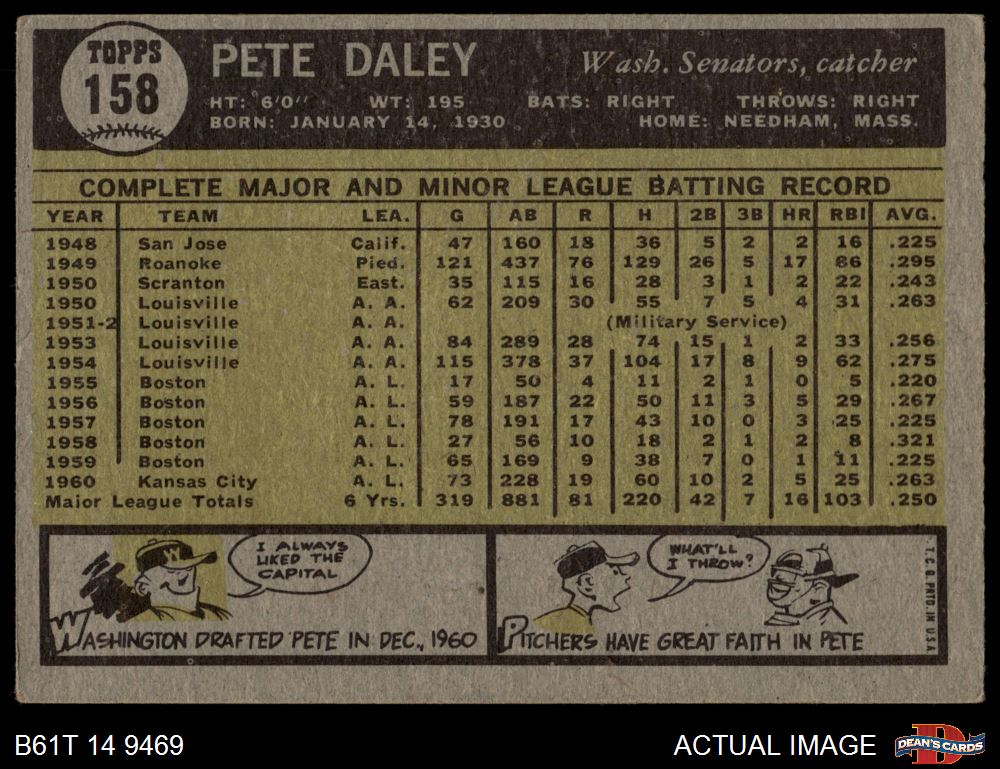 TOPPS
158
PETE DALEY
Wash. Senators, catcher
HT: 6'0" WT: 195 BATS: RIGHT THROWS: RIGHT
BORN: JANUARY 14, 1930 HOME: NEEDHAM, MASS.
COMPLETE MAJOR AND MINOR LEAGUE BATTING RECORD
YEAR TEAM LEA. G AB R H 2B 3B HR RBI AVG.
1948 San Jose Calif. 47 160 18 36 5 2 2 16 .225
1949 Roanoke Pied. 121 437 76 129 26 5 17 86 .295
1950 Scranton East. 35 115 16 28 3 1 2 22 .243
1950 Louisville A. A. 62 209 30 55 7 5 4 31 .263
1951-2 Louisville A. A. (Military Service)
1953 Louisville A. A. 84 289 28 74 15 1 2 33 .256
1954 Louisville A. A. 115 378 37 104 17 8 9 62 .275
1955 Boston A. L. 17 50 4 11 2 1 0 5 .220
1956 Boston A. L. 59 187 22 50 11 3 5 29 .267
1957 Boston A. L. 78 191 17 43 10 0 3 25 .225
1958 Boston A. L. 27 56 10 18 2 1 2 8 .321
1959 Boston A. L. 65 169 9 38 7 0 1 11 .225
1960 Kansas City A. L. 73 228 19 60 10 2 5 25 .263
Major League Totals 6 Yrs. 319 881 81 220 42 7 16 103 .250
W
I ALWAYS
LIKED THE
CAPITAL
WASHINGTON DRAFTED PETE IN DEC., 1960
WHAT'LL
I THROW?
PITCHERS HAVE GREAT FAITH IN PETE
T.C.G. PRTD. IN U.S.A.
B61T 14 9469
ACTUAL IMAGE
D
DEAN'S CARDS